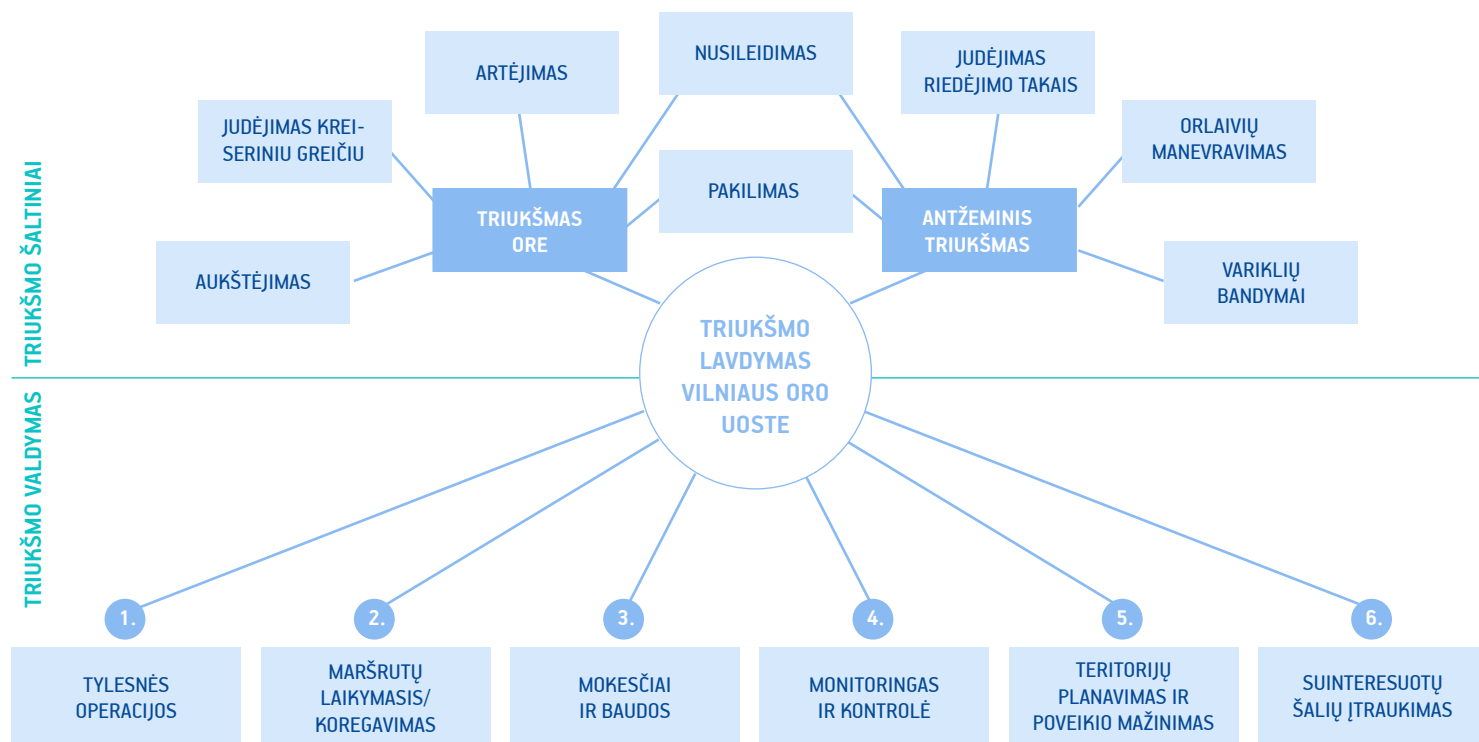 TRIUKŠMO ŠALTINIAI
NUSILEIDIMAS
ARTĖJIMAS
JUDĖJIMAS
RIEDĖJIMO TAKAIS
JUDĖJIMAS KREI-
SERINIU GREIČIU
ORLAIVIŲ
MANEVRAVIMAS
PAKILIMAS
TRIUKŠMAS
ORE
ANTŽEMINIS
TRIUKŠMAS
AUKŠTĖJIMAS
VARIKLIŲ
BANDYMAI
TRIUKŠMO
LAVDYMAS
VILNIAUS ORO
UOSTE
TRIUKŠMO VALDYMAS
1.
TYLESNĖS
OPERACIJOS
2.
MARŠRUTŲ
LAIKYMASIS/
KOREGAVIMAS
3.
MOKESČIAI
IR BAUDOS
4.
MONITORINGAS
IR KONTROLĖ
5.
TERITORIJŲ
PLANAVIMAS IR
POVEIKIO MAŽINIMAS
6.
SUINTERESUOTŲ
ŠALIŲ ĮTRAUKIMAS